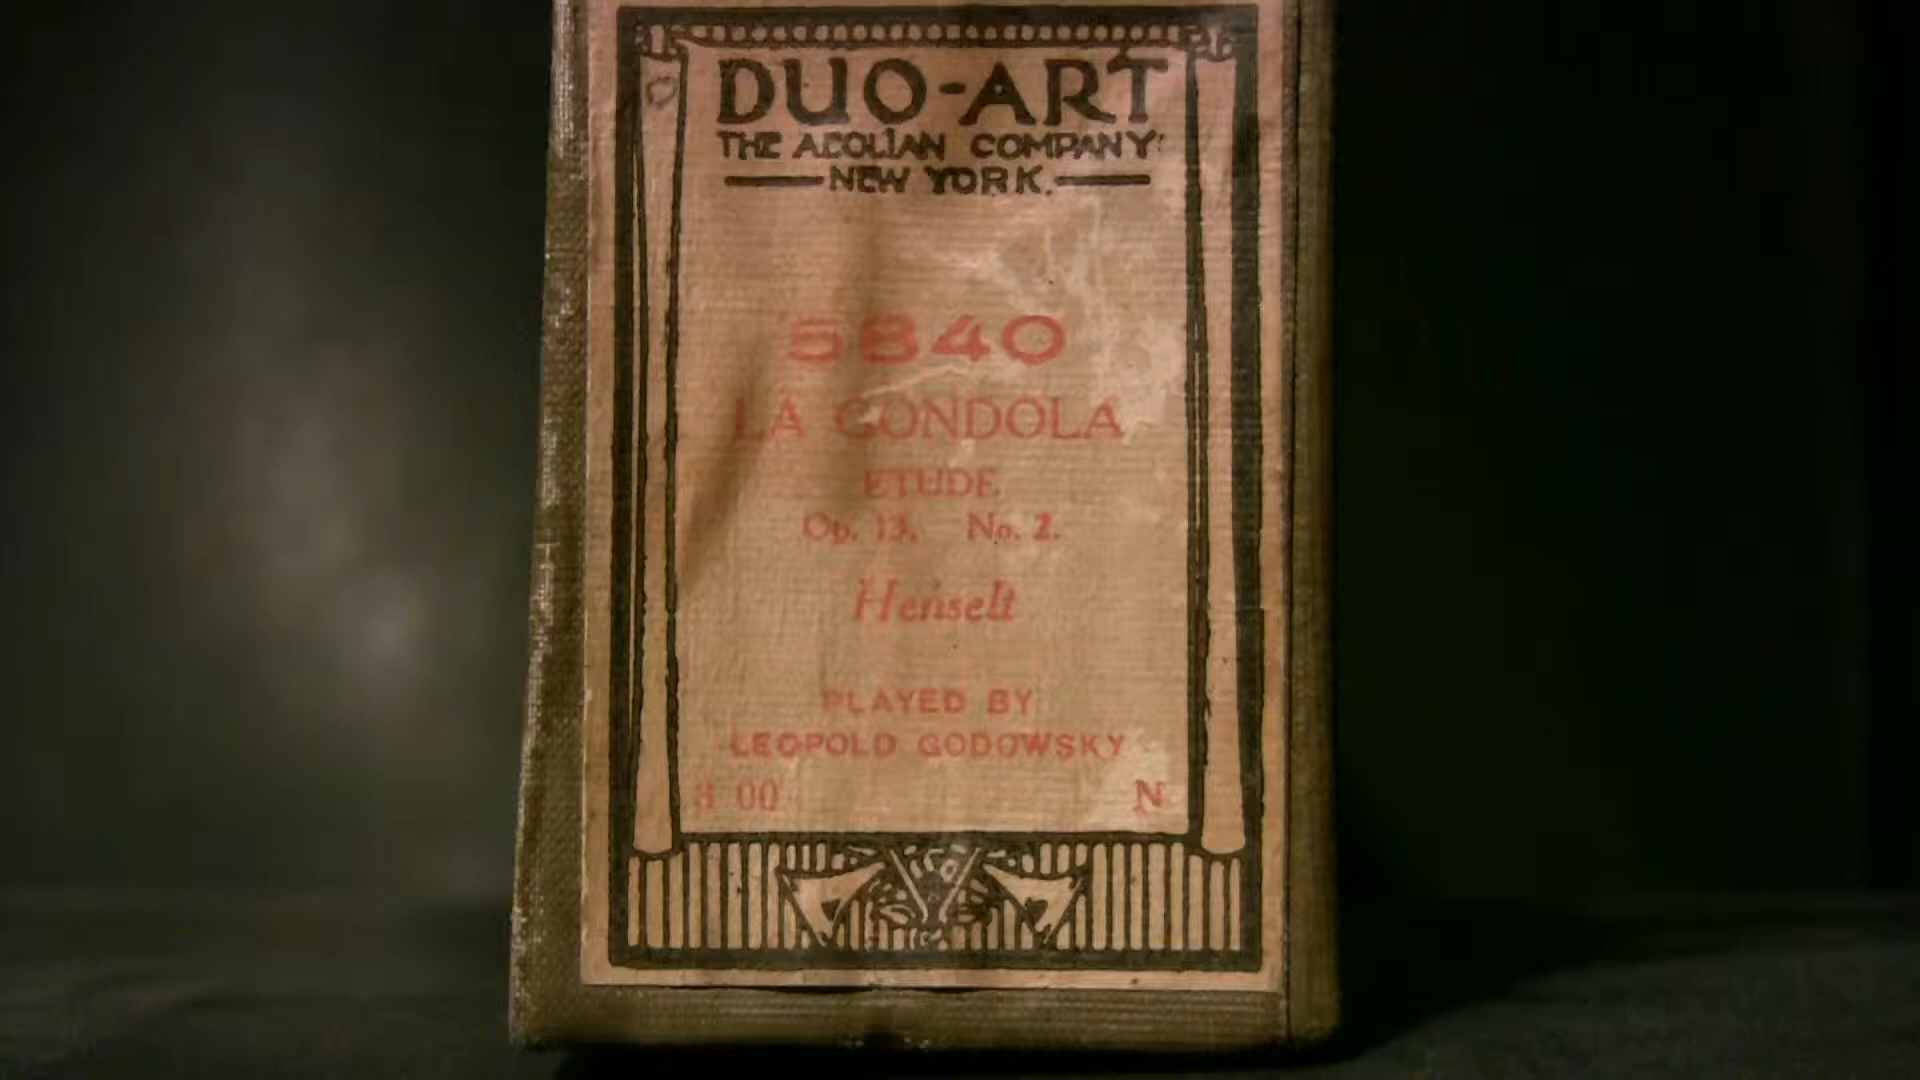 DUO-ART
THE AEOLIAN COMPANY
NEW YORK.
5840
LA GONDOLA
ETUDE
Op. 13, No. 2.
Henselt
PLAYED BY
LEOPOLD GODOWSKY
00 N